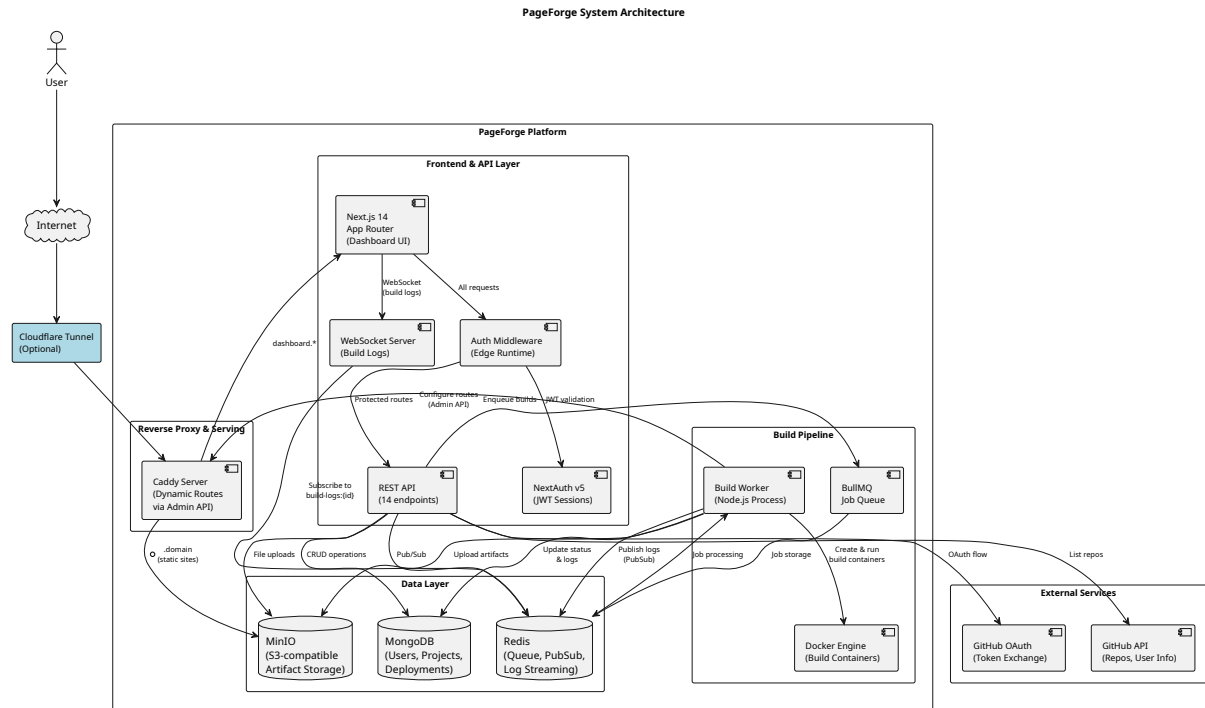 PageForge System Architecture
User
PageForge Platform
Frontend & API Layer
Next.js 14
App Router
(Dashboard UI)
Internet
WebSocket
(build logs)
All requests
Cloudflare Tunnel
(Optional)
dashboard.*
WebSocket Server
(Build Logs)
Auth Middleware
(Edge Runtime)
Protected routes
Configure routes
(Admin API)
Enqueue builds
JWT validation
Reverse Proxy & Serving
Build Pipeline
Caddy Server
(Dynamic Routes
via Admin API)
Subscribe to
build-logs:{id}
REST API
(14 endpoints)
NextAuth v5
(JWT Sessions)
Build Worker
(Node.js Process)
BullMQ
Job Queue
.domain
(static sites)
File uploads
CRUD operations
Pub/Sub
Upload artifacts
Update status
& logs
Publish logs
(PubSub)
Job processing
Job storage
Create & run
build containers
OAuth flow
List repos
Data Layer
External Services
MinIO
(S3-compatible
Artifact Storage)
MongoDB
(Users, Projects,
Deployments)
Redis
(Queue, PubSub,
Log Streaming)
Docker Engine
(Build Containers)
GitHub OAuth
(Token Exchange)
GitHub API
(Repos, User Info)